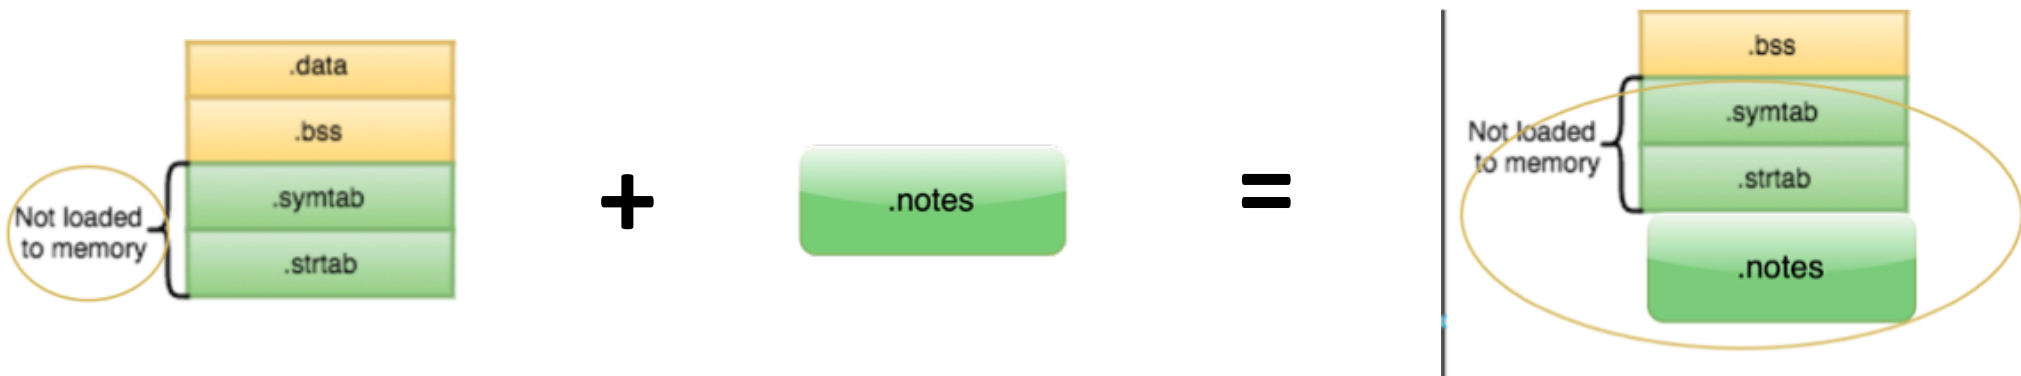 .data
.bss
.symtab
.strtab
Not loaded
to memory
+
.notes
=
.bss
.symtab
.strtab
Not loaded
to memory
.notes